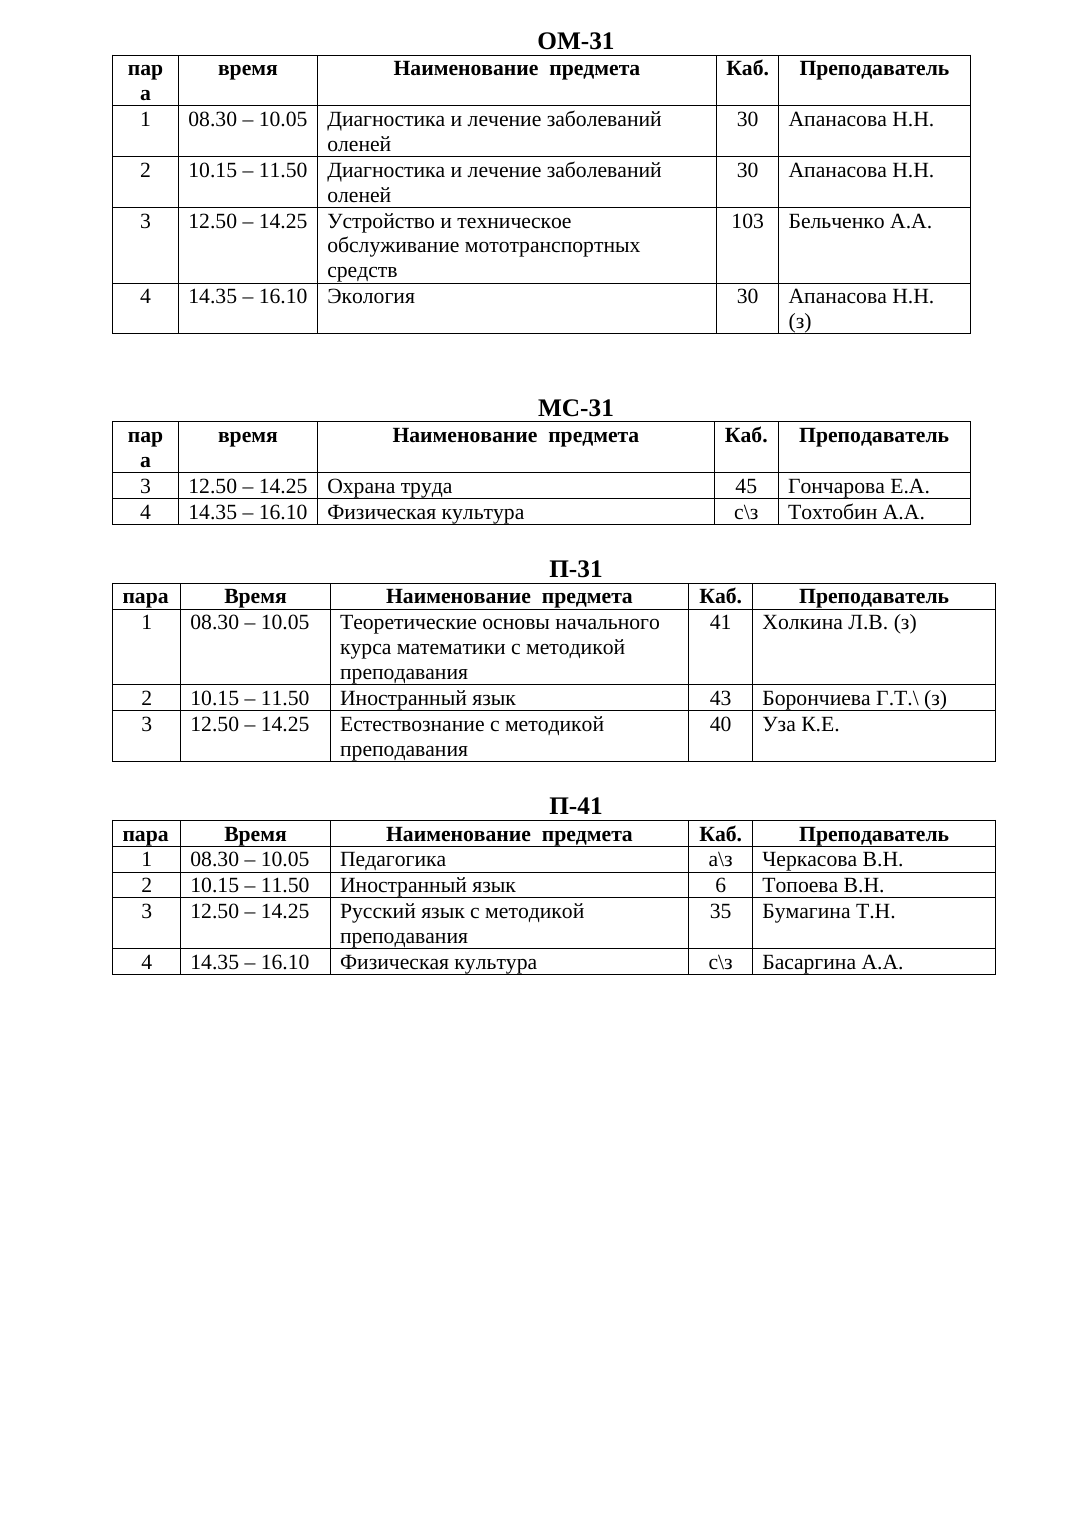 ОМ-31
пар время Наименование предмета Каб. Преподаватель
а
1 08.30 – 10.05 Диагностика и лечение заболеваний 30 Апанасова Н.Н.
оленей
2 10.15 – 11.50 Диагностика и лечение заболеваний 30 Апанасова Н.Н.
оленей
3 12.50 – 14.25 Устройство и техническое 103 Бельченко А.А.
обслуживание мототранспортных
средств
4 14.35 – 16.10 Экология 30 Апанасова Н.Н.
(з)
МС-31
пар время Наименование предмета Каб. Преподаватель
а
3 12.50 – 14.25 Охрана труда 45 Гончарова Е.А.
4 14.35 – 16.10 Физическая культура с\з Тохтобин А.А.
П-31
пара Время Наименование предмета Каб. Преподаватель
1 08.30 – 10.05 Теоретические основы начального 41 Холкина Л.В. (з)
курса математики с методикой
преподавания
2 10.15 – 11.50 Иностранный язык 43 Борончиева Г.Т.\ (з)
3 12.50 – 14.25 Естествознание с методикой 40 Уза К.Е.
преподавания
П-41
пара Время Наименование предмета Каб. Преподаватель
1 08.30 – 10.05 Педагогика а\з Черкасова В.Н.
2 10.15 – 11.50 Иностранный язык 6 Топоева В.Н.
3 12.50 – 14.25 Русский язык с методикой 35 Бумагина Т.Н.
преподавания
4 14.35 – 16.10 Физическая культура с\з Басаргина А.А.